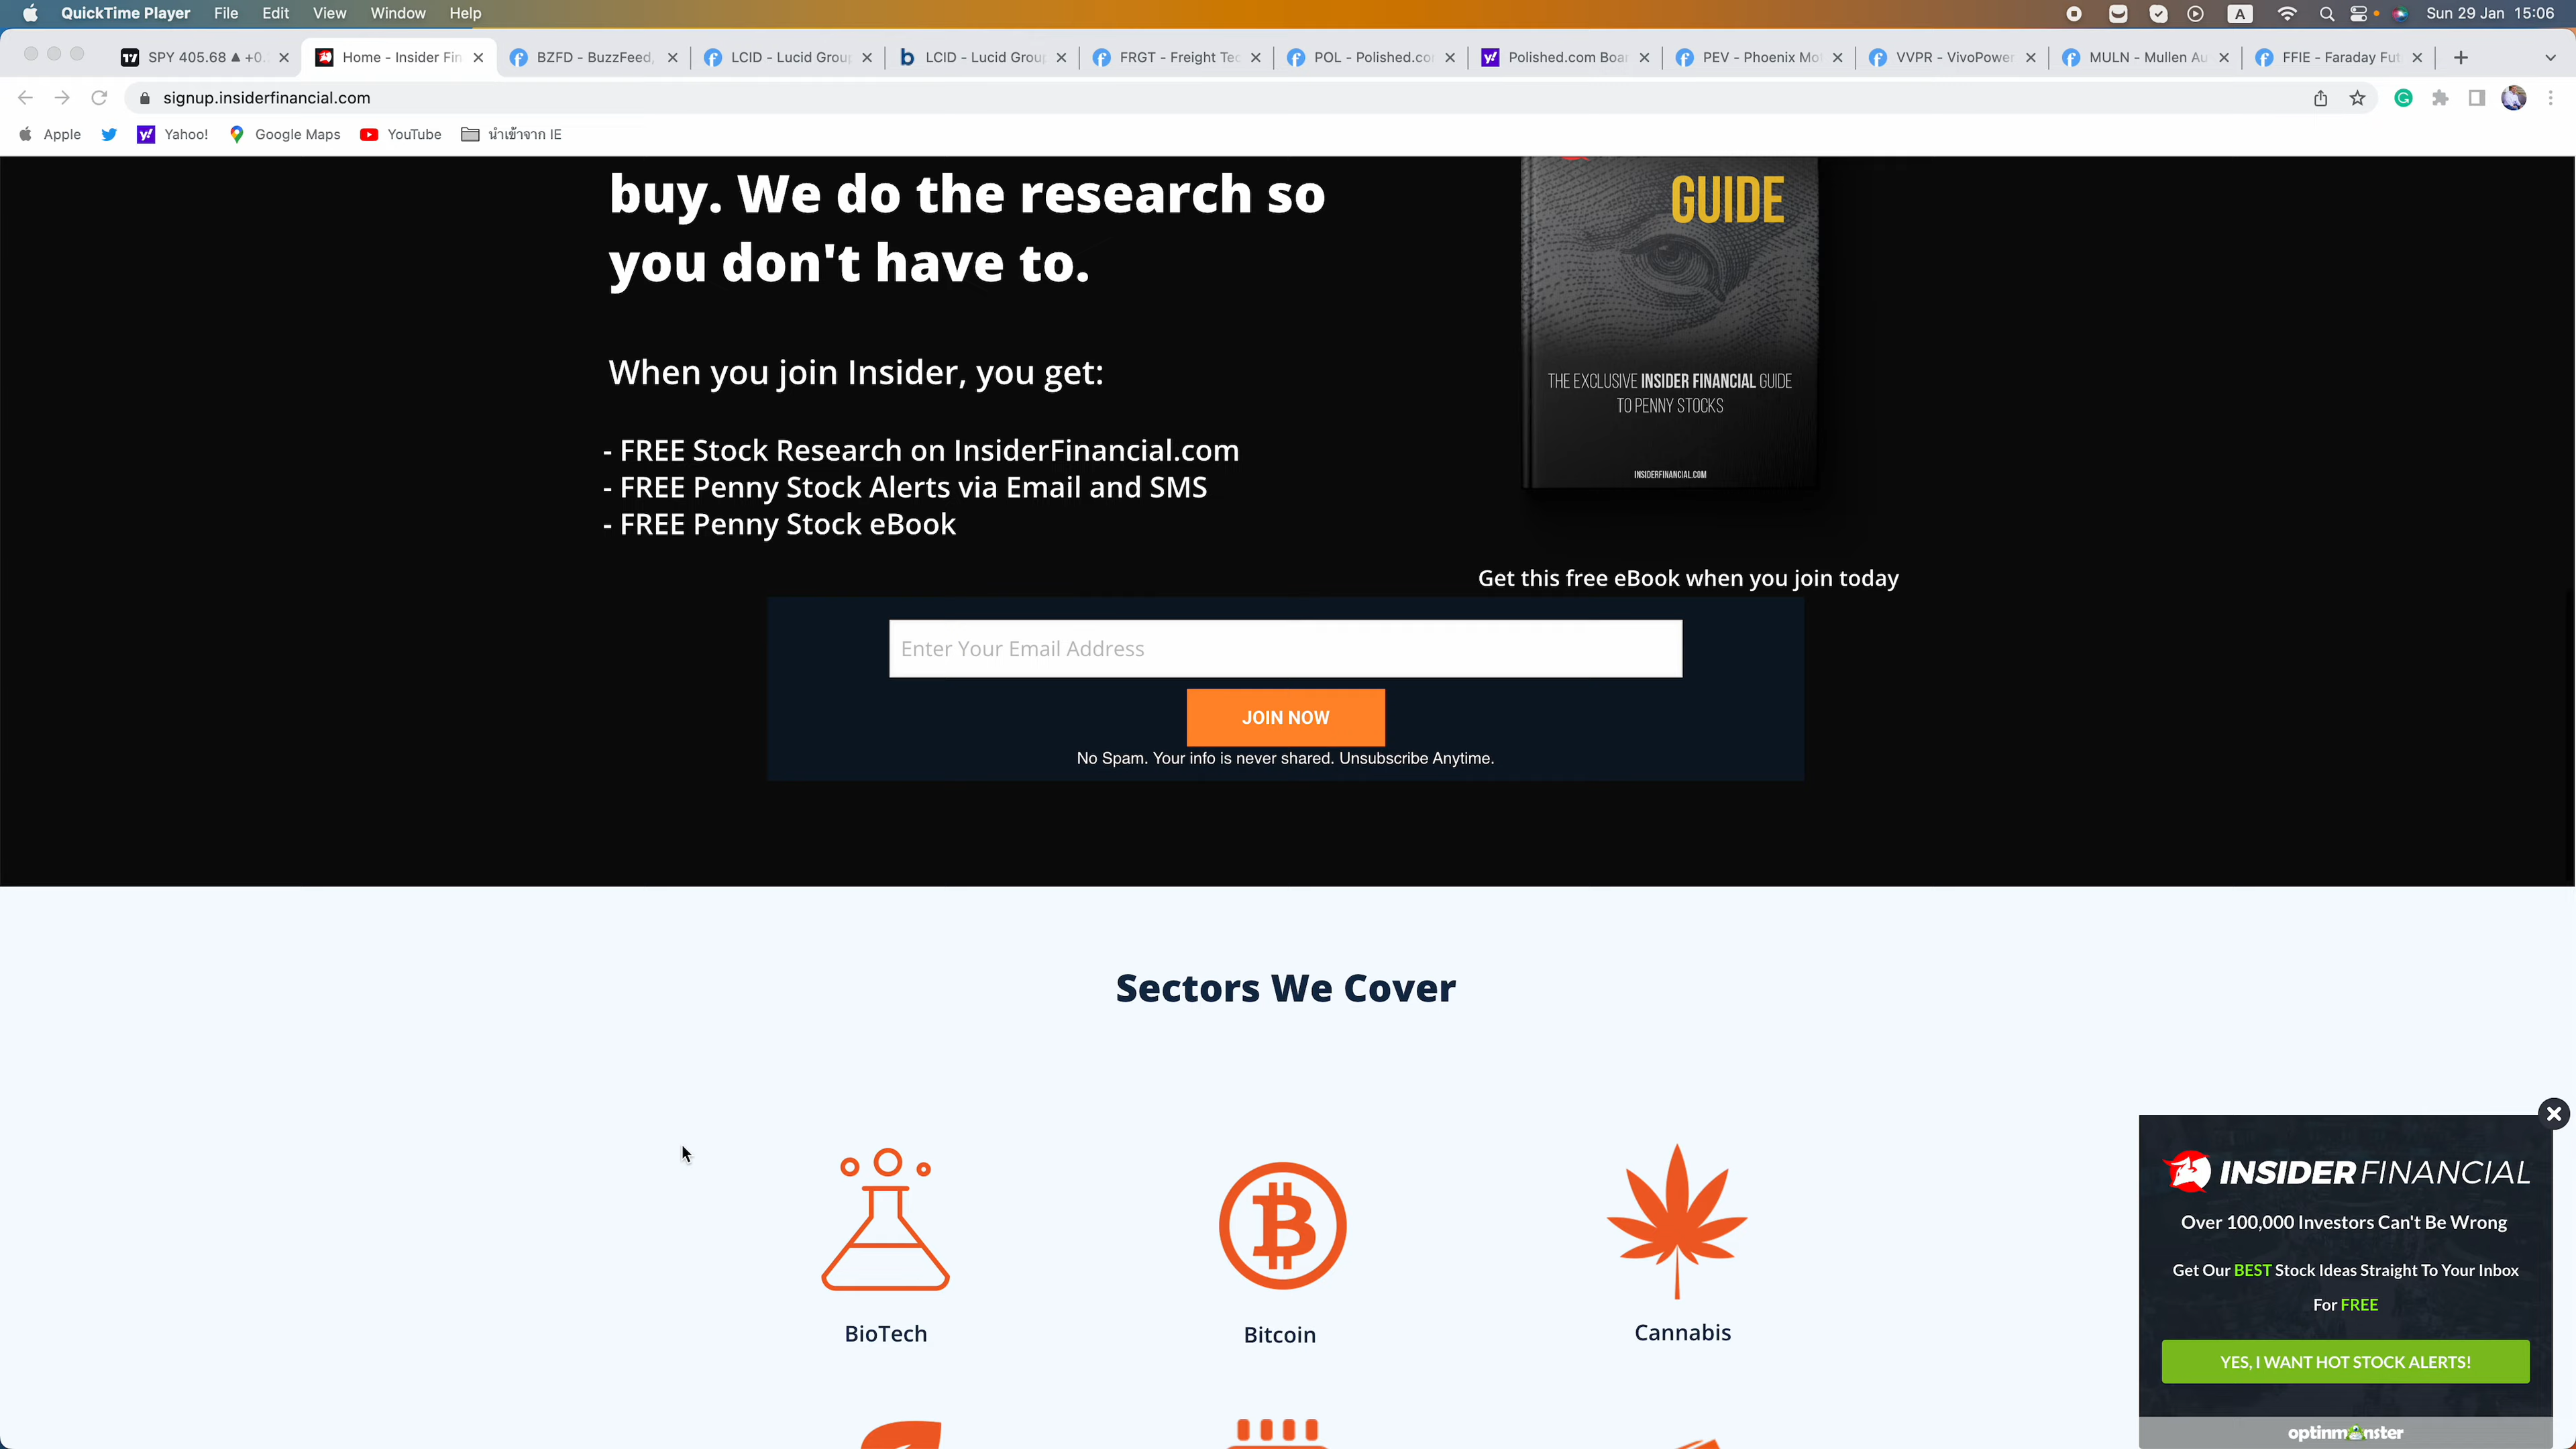 QuickTime Player File Edit View Window Help A Sun 29 Jan 15:06
SPY 405.68 ▲ +0. Home - Insider Fin BZFD - BuzzFeed, LCID - Lucid Group LCID - Lucid Group FRGT - Freight Tec POL - Polished.co Polished.com Boar PEV - Phoenix Mo VVPR - VivoPower MULN - Mullen Au FFIE - Faraday Fut
signup.insiderfinancial.com
Apple Yahoo! Google Maps YouTube นำเข้าจาก IE
buy. We do the research so
you don't have to.
When you join Insider, you get:
- FREE Stock Research on InsiderFinancial.com
- FREE Penny Stock Alerts via Email and SMS
- FREE Penny Stock eBook
GUIDE
THE EXCLUSIVE INSIDER FINANCIAL GUIDE
TO PENNY STOCKS
INSIDERFINANCIAL.COM
Get this free eBook when you join today
Enter Your Email Address
JOIN NOW
No Spam. Your info is never shared. Unsubscribe Anytime.
Sectors We Cover
BioTech
Bitcoin
Cannabis
INSIDER FINANCIAL
Over 100,000 Investors Can't Be Wrong
Get Our BEST Stock Ideas Straight To Your Inbox
For FREE
YES, I WANT HOT STOCK ALERTS!
optinmonster